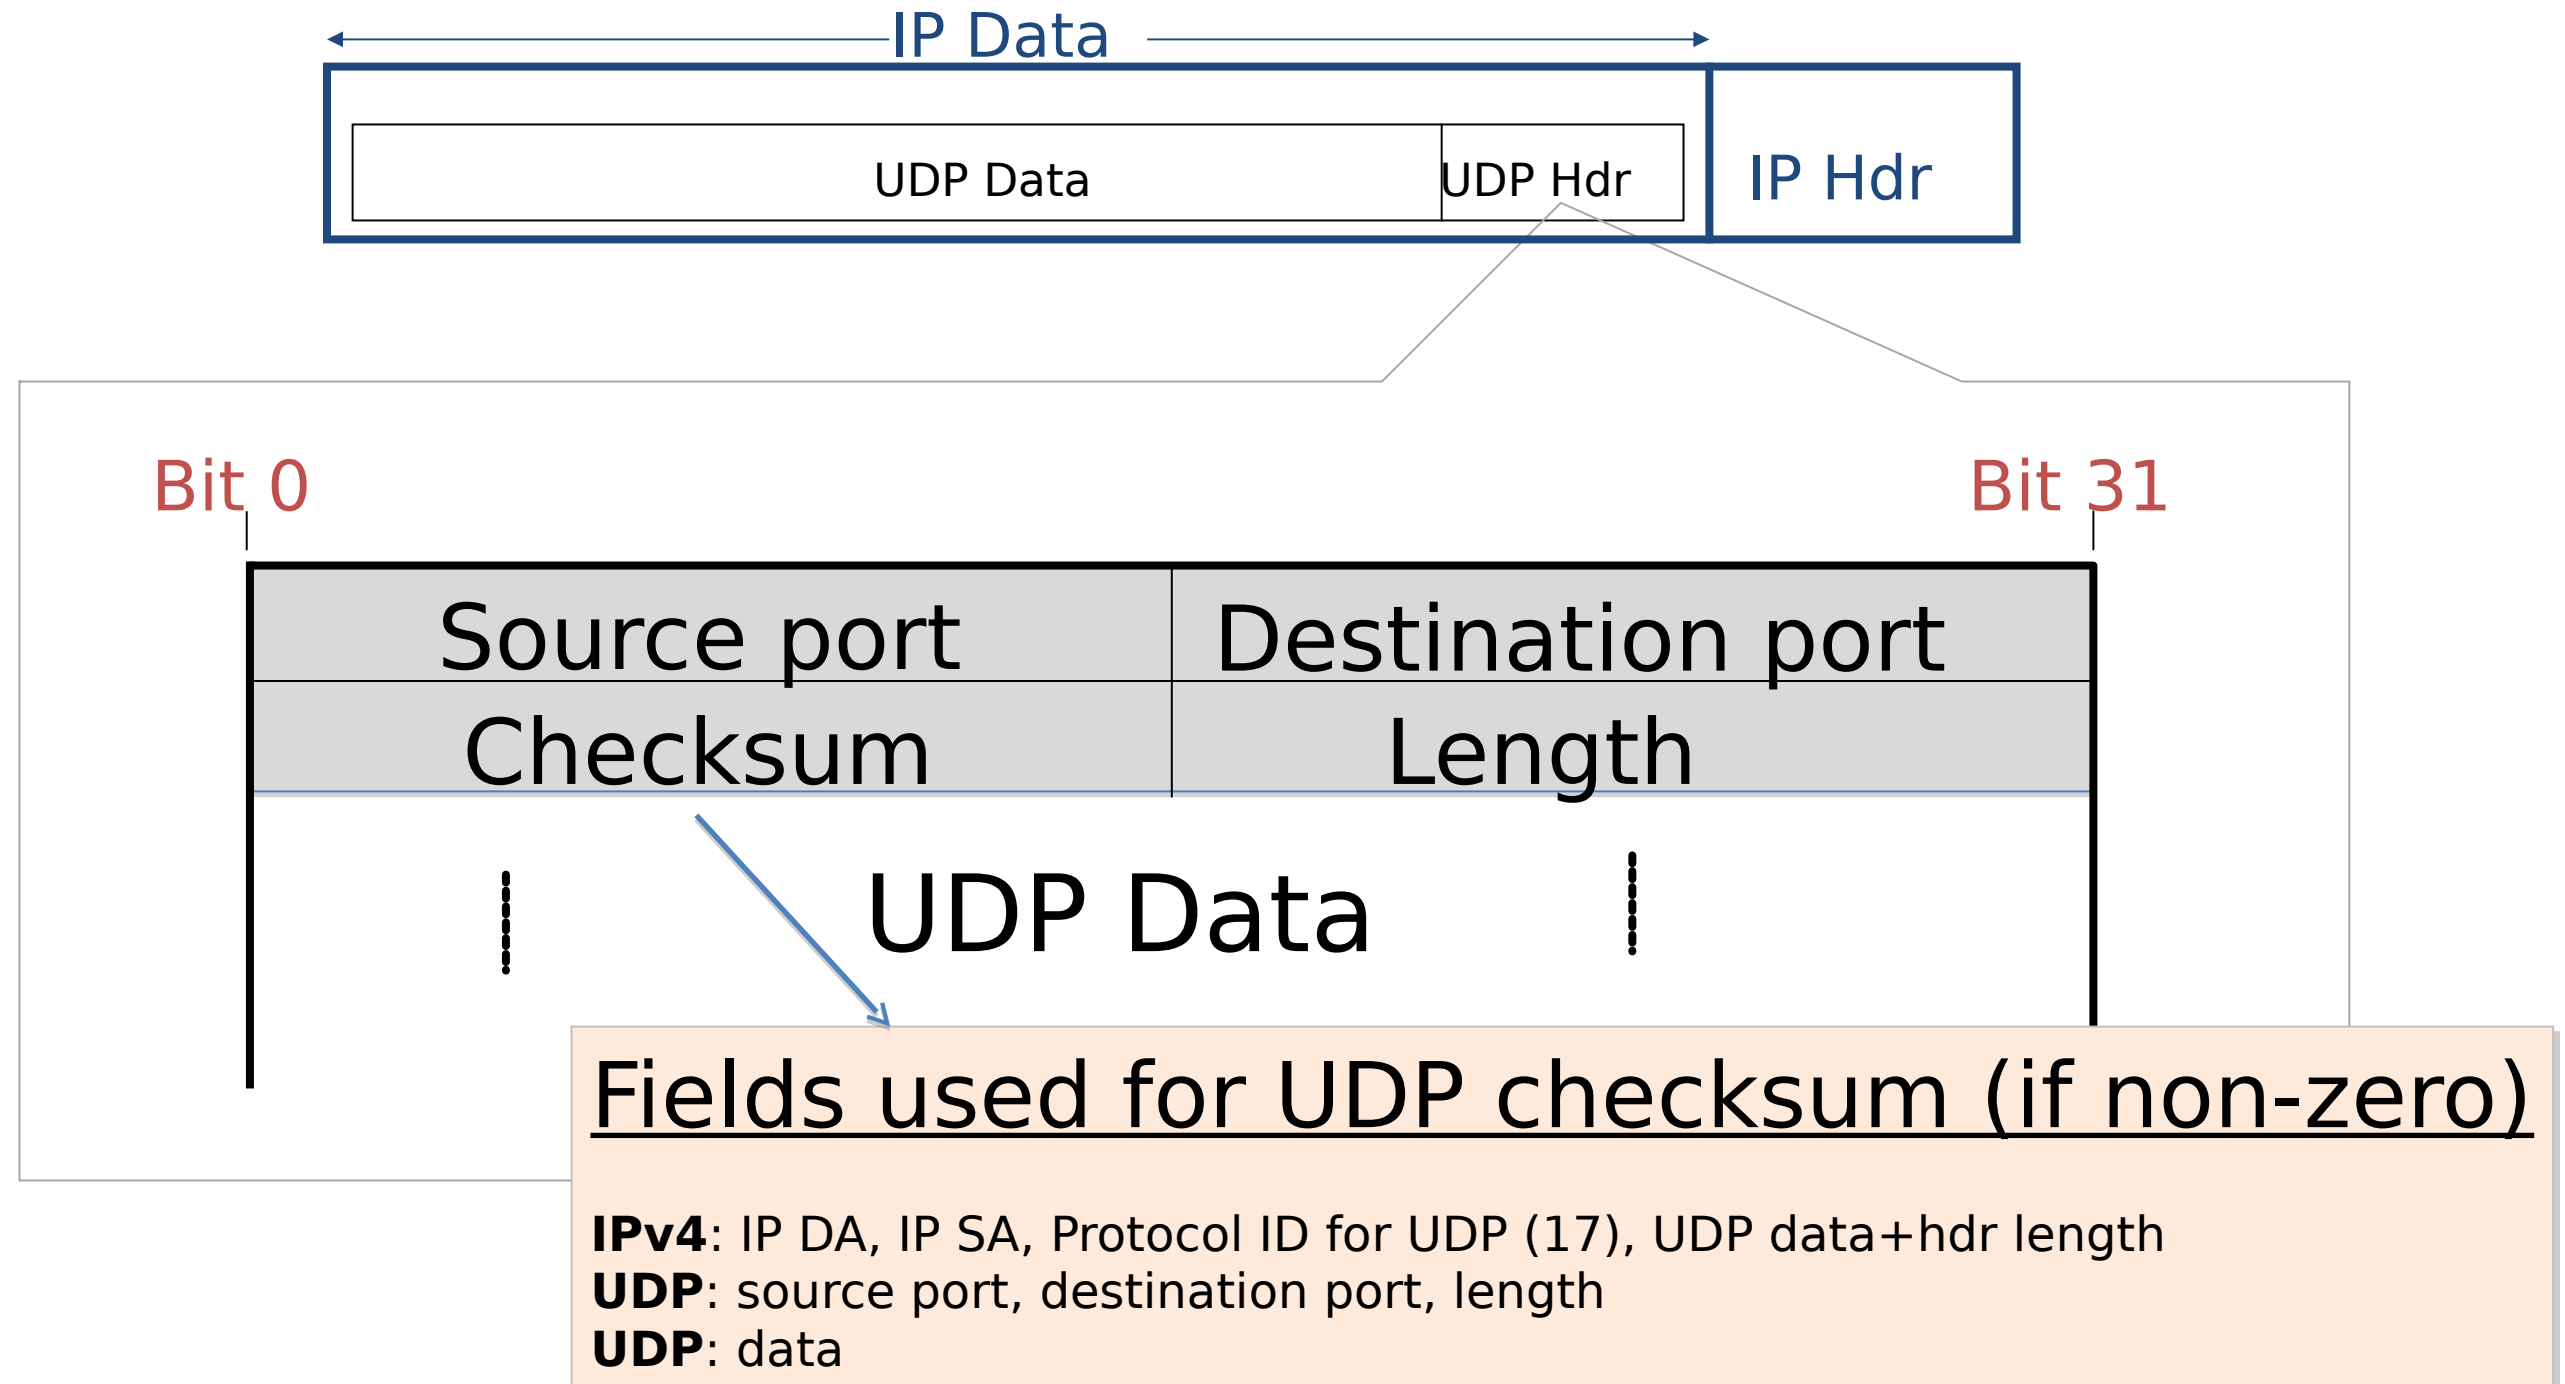 IP Data
UDP Data UDP Hdr IP Hdr
Bit 0 Bit 31
Source port Destination port
Checksum Length
UDP Data
Fields used for UDP checksum (if non-zero)
IPv4: IP DA, IP SA, Protocol ID for UDP (17), UDP data+hdr length
UDP: source port, destination port, length
UDP: data